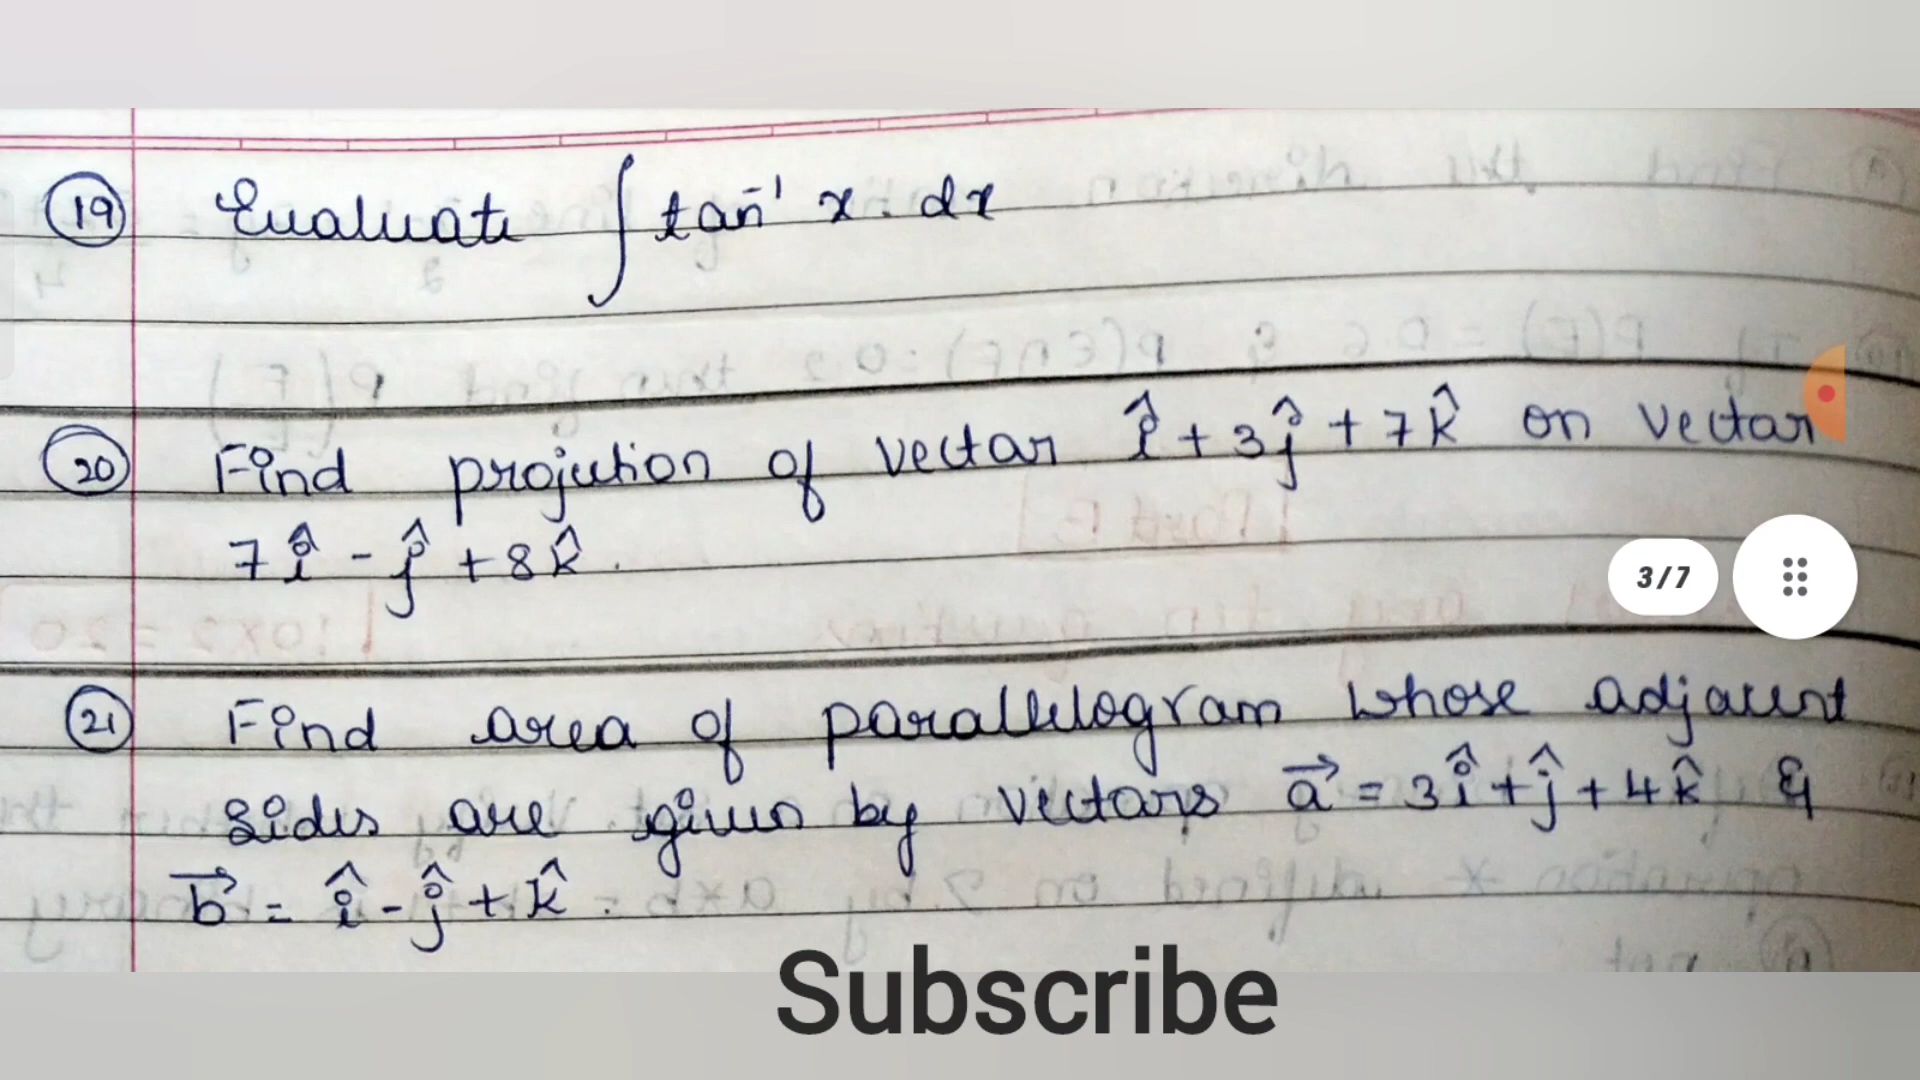 19 Evaluate ∫ tan⁻¹ x . dx
20 Find projection of vector î + 3ĵ + 7k̂ on vector
7î - ĵ + 8k̂ .
3/7
21 Find area of parallelogram whose adjacent
sides are given by vectors a⃗ = 3î + ĵ + 4k̂ &
b⃗ = î - ĵ + k̂ .
Subscribe